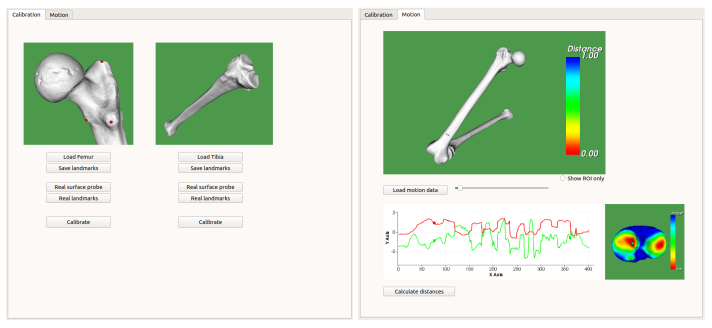 Calibration Motion
Load Femur
Save landmarks
Real surface probe
Real landmarks
Calibrate
Load Tibia
Save landmarks
Real surface probe
Real landmarks
Calibrate
Calibration Motion
Distance
1.00
0.00
Show ROI only
Load motion data
Y Axis
2
0
-2
0 50 100 150 200 250 300 350 400
X Axis
Calculate distances